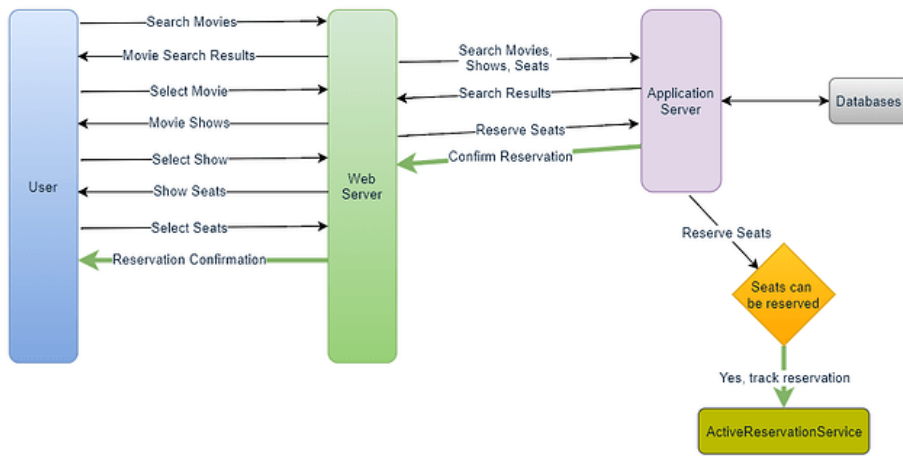 Search Movies
Movie Search Results
Select Movie
Movie Shows
Select Show
Show Seats
Select Seats
Reservation Confirmation
User
Web
Server
Search Movies,
Shows, Seats
Search Results
Reserve Seats
Confirm Reservation
Application
Server
Databases
Reserve Seats
Seats can
be reserved
Yes, track reservation
ActiveReservationService